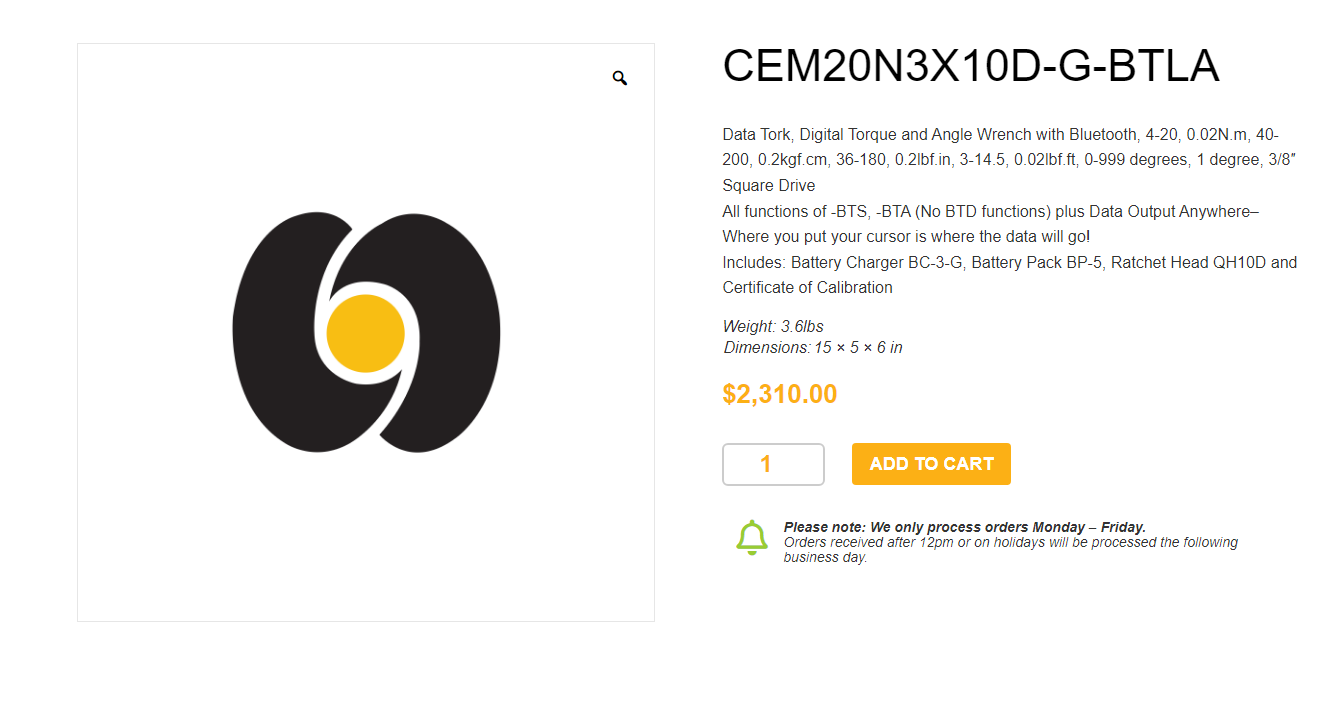 CEM20N3X10D-G-BTLA
Data Tork, Digital Torque and Angle Wrench with Bluetooth, 4-20, 0.02N.m, 40-
200, 0.2kgf.cm, 36-180, 0.2lbf.in, 3-14.5, 0.02lbf.ft, 0-999 degrees, 1 degree, 3/8″
Square Drive
All functions of -BTS, -BTA (No BTD functions) plus Data Output Anywhere–
Where you put your cursor is where the data will go!
Includes: Battery Charger BC-3-G, Battery Pack BP-5, Ratchet Head QH10D and
Certificate of Calibration
Weight: 3.6lbs
Dimensions: 15 × 5 × 6 in
$2,310.00
1
ADD TO CART
Please note: We only process orders Monday – Friday.
Orders received after 12pm or on holidays will be processed the following
business day.